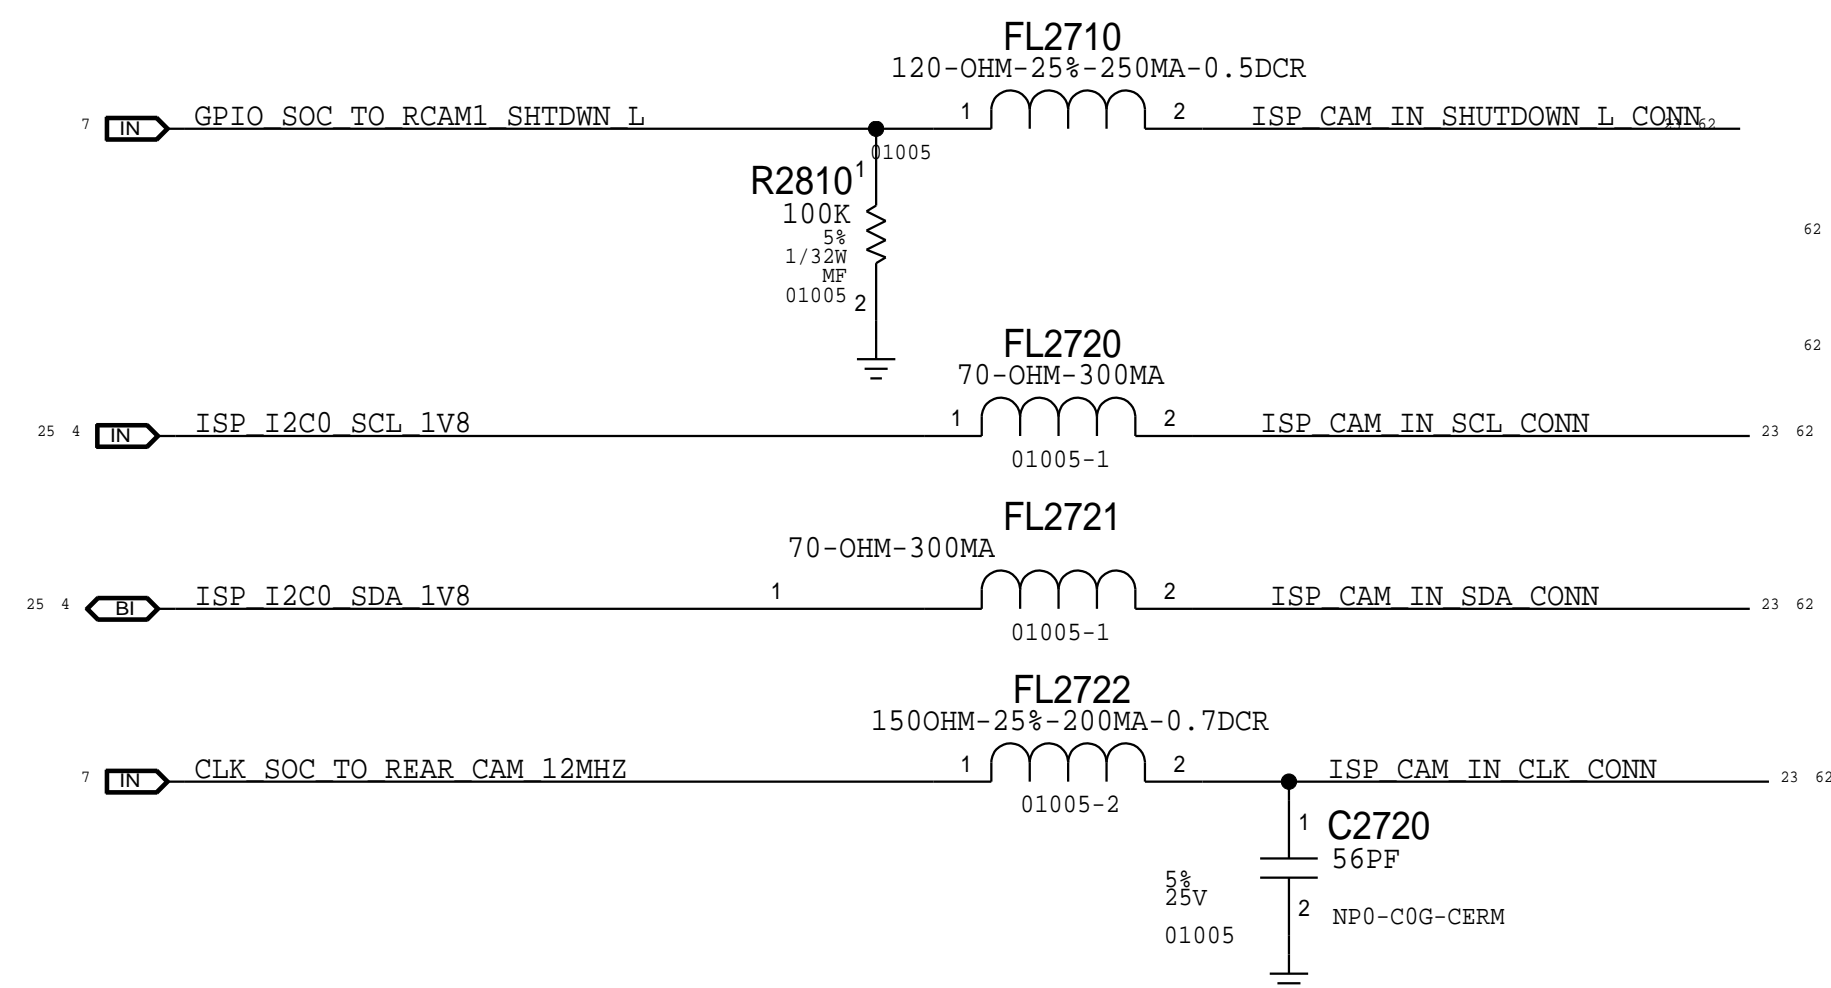 FL2710
120-OHM-25%-250MA-0.5DCR
7 IN GPIO_SOC_TO_RCAM1_SHTDWN_L 1 2 ISP_CAM_IN_SHUTDOWN_L_CONN 23 62
01005
R2810 1
100K
5%
1/32W
MF
01005 2
62
62
FL2720
70-OHM-300MA
25 4 IN ISP_I2C0_SCL_1V8 1 2 ISP_CAM_IN_SCL_CONN 23 62
01005-1
FL2721
70-OHM-300MA
25 4 BI ISP_I2C0_SDA_1V8 1 2 ISP_CAM_IN_SDA_CONN 23 62
01005-1
FL2722
150OHM-25%-200MA-0.7DCR
7 IN CLK_SOC_TO_REAR_CAM_12MHZ 1 2 ISP_CAM_IN_CLK_CONN 23 62
01005-2
1 C2720
56PF
5%
25V
2 NP0-C0G-CERM
01005